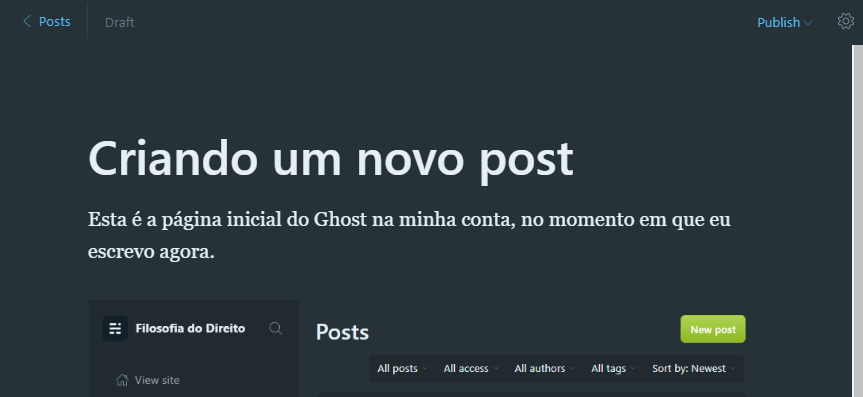 Posts
Draft
Publish
Criando um novo post
Esta é a página inicial do Ghost na minha conta, no momento em que eu
escrevo agora.
Filosofia do Direito
View site
Posts
New post
All posts
All access
All authors
All tags
Sort by: Newest